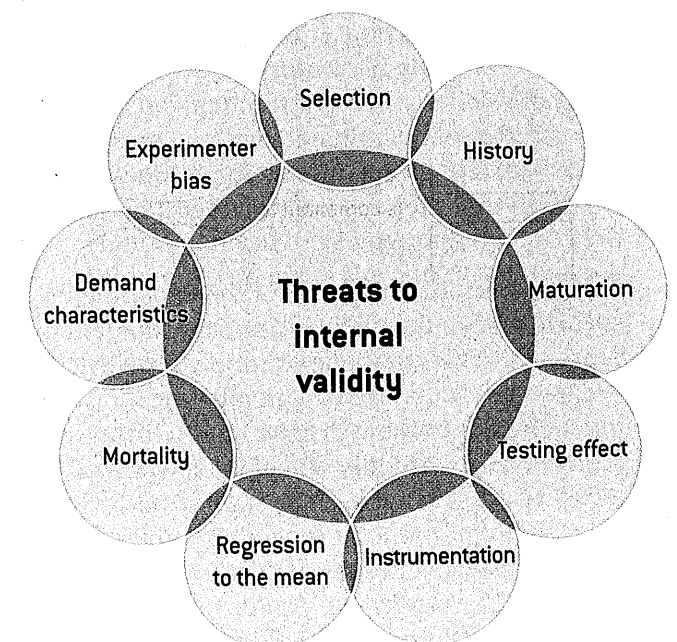 Selection
History
Maturation
Testing effect
Instrumentation
Regression
to the mean
Mortality
Demand
characteristics
Experimenter
bias
Threats to
internal
validity